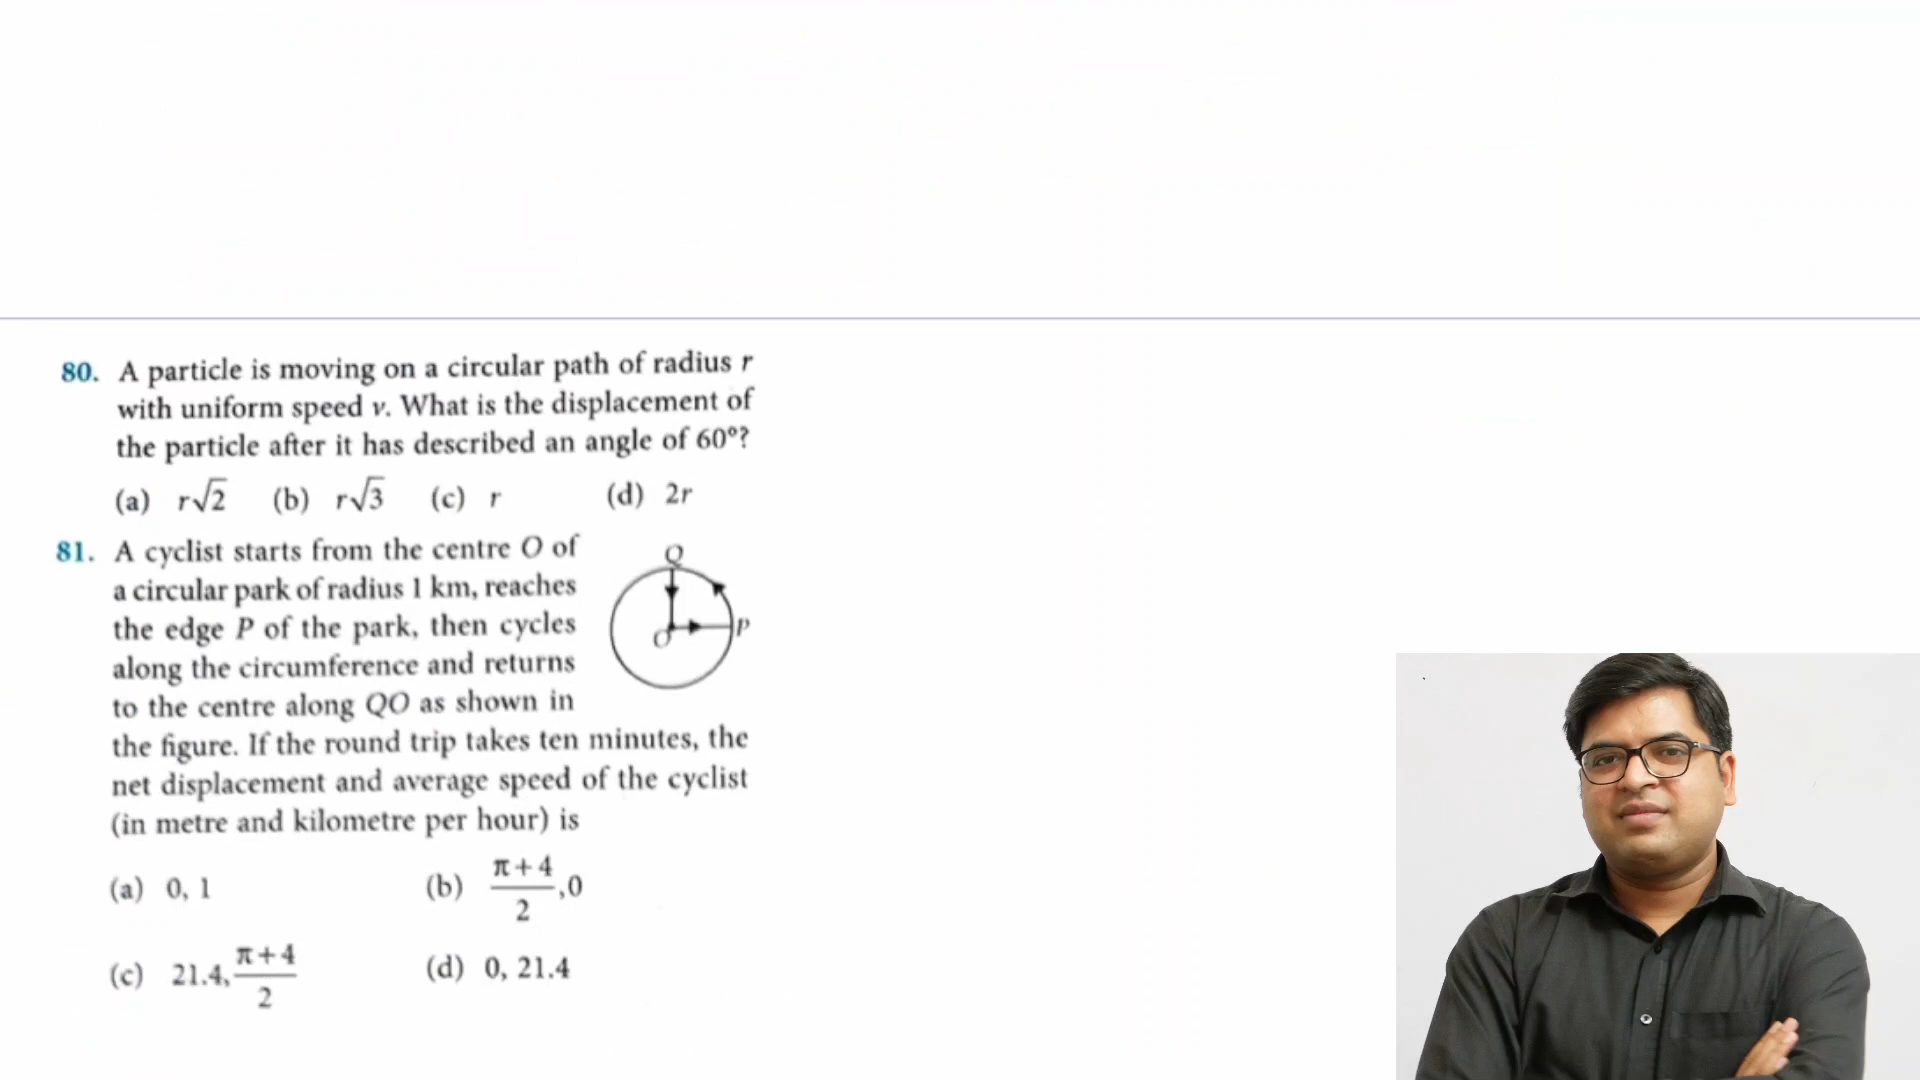 80. A particle is moving on a circular path of radius r
with uniform speed v. What is the displacement of
the particle after it has described an angle of 60°?
(a) r√2 (b) r√3 (c) r (d) 2r
81. A cyclist starts from the centre O of
a circular park of radius 1 km, reaches
the edge P of the park, then cycles
along the circumference and returns
to the centre along QO as shown in
the figure. If the round trip takes ten minutes, the
net displacement and average speed of the cyclist
(in metre and kilometre per hour) is
Q
O
P
(a) 0, 1 (b) π+4/2 ,0
(c) 21.4, π+4/2 (d) 0, 21.4